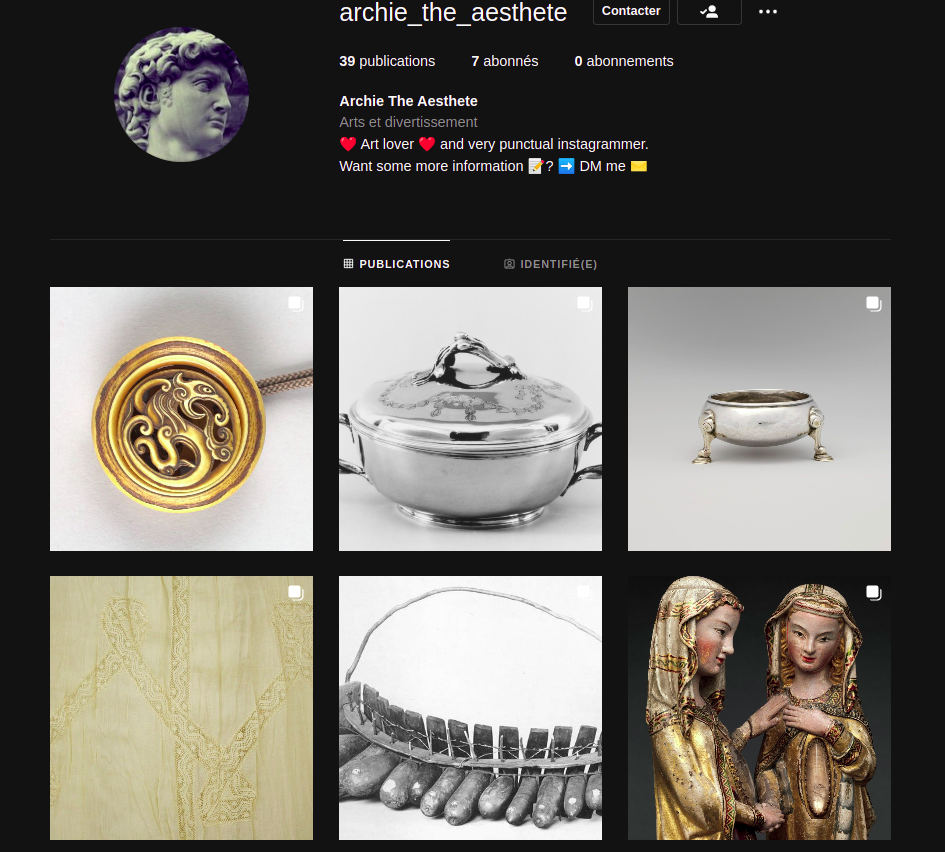 archie_the_aesthete Contacter
39 publications 7 abonnés 0 abonnements
Archie The Aesthete
Arts et divertissement
❤️ Art lover ❤️ and very punctual instagrammer.
Want some more information 📝? ➡️ DM me ✉️
PUBLICATIONS IDENTIFIÉ(E)